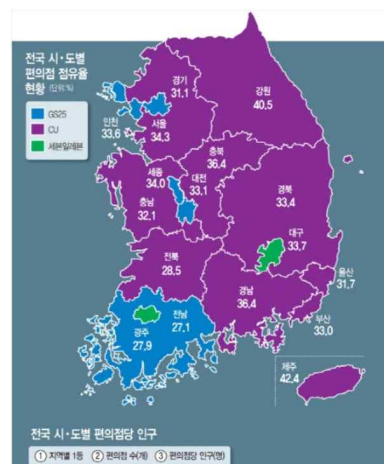 전국 시·도별
편의점 점유율
현황 (단위:%)
GS25
CU
세븐일레븐
경기
31.1
강원
40.5
인천
33.6
서울
34.3
충북
36.4
세종
34.0
대전
33.1
충남
32.1
경북
33.4
대구
33.7
전북
28.5
울산
31.7
경남
36.4
부산
33.0
전남
27.1
광주
27.9
제주
42.4
전국 시·도별 편의점당 인구
① 지역별 1등 ② 편의점 수(개) ③ 편의점당 인구(명)